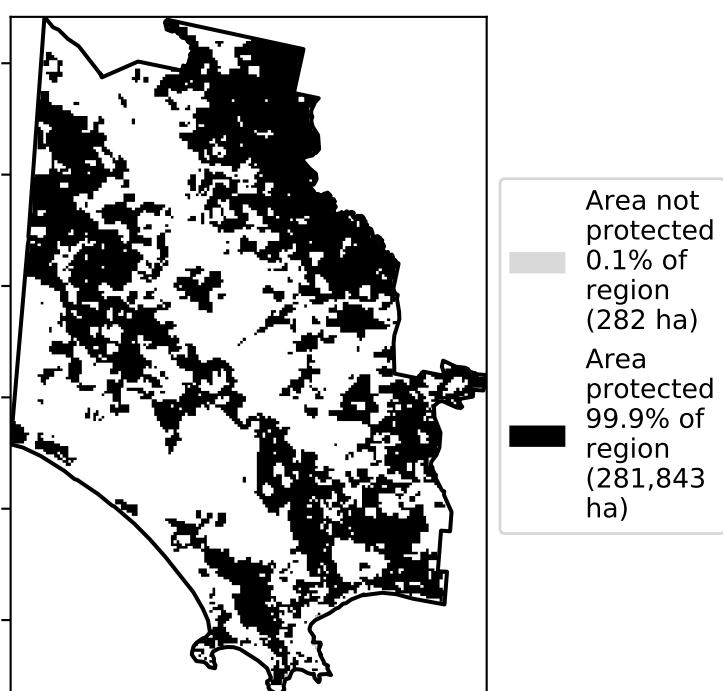 Area not
protected
0.1% of
region
(282 ha)
Area
protected
99.9% of
region
(281,843
ha)